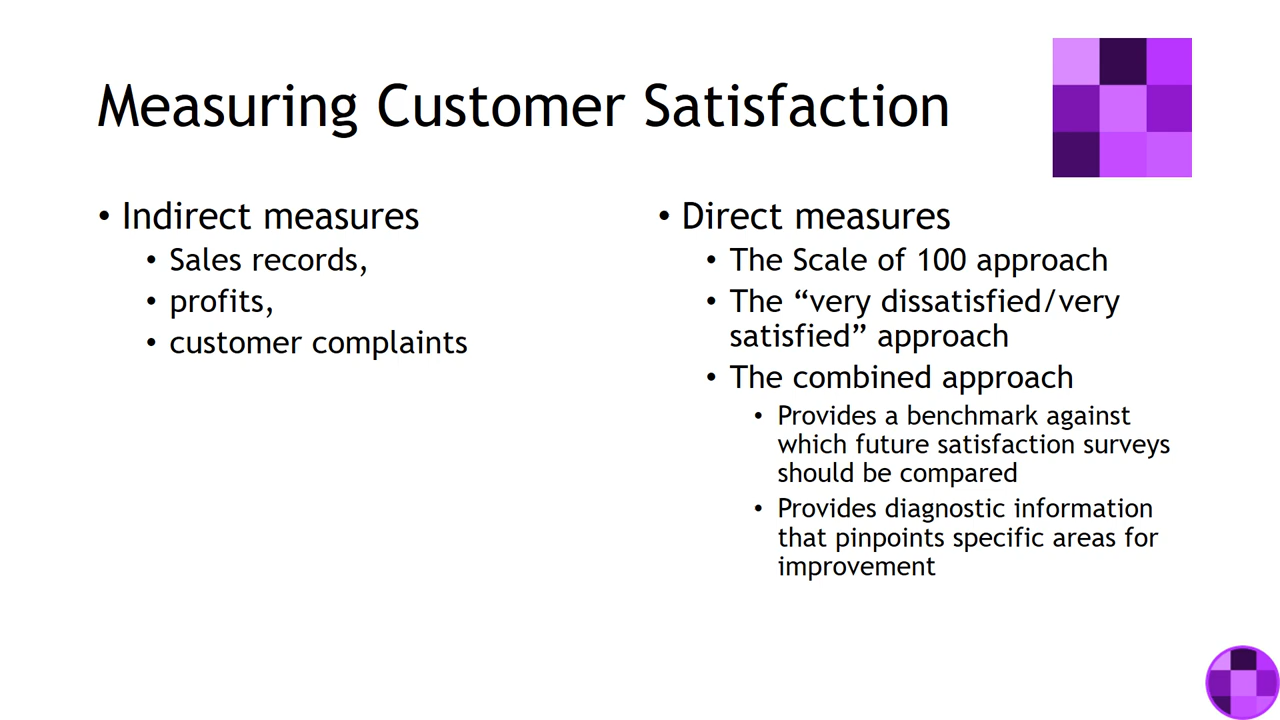 Measuring Customer Satisfaction
• Indirect measures
• Sales records,
• profits,
• customer complaints
• Direct measures
• The Scale of 100 approach
• The “very dissatisfied/very
satisfied” approach
• The combined approach
• Provides a benchmark against
which future satisfaction surveys
should be compared
• Provides diagnostic information
that pinpoints specific areas for
improvement